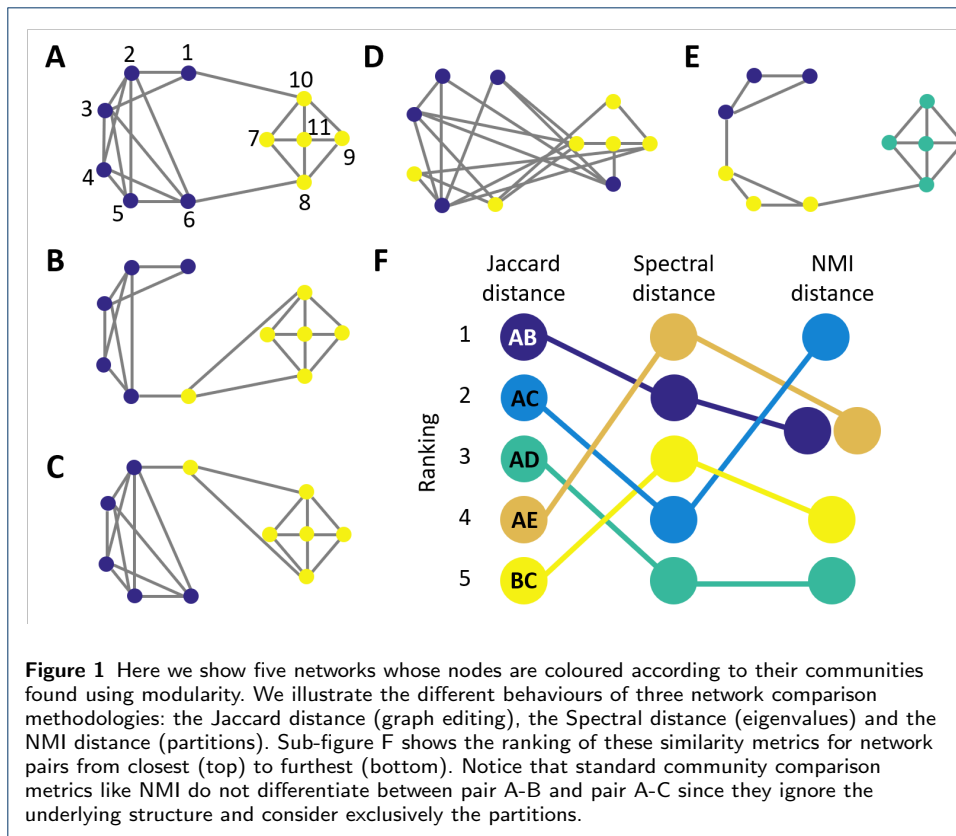 A
2
1
3
4
5
6
10
7
11
9
8
D
E
B
C
F
Jaccard distance
Spectral distance
NMI distance
Ranking
1
AB
2
AC
3
AD
4
AE
5
BC
Figure 1 Here we show five networks whose nodes are coloured according to their communities
found using modularity. We illustrate the different behaviours of three network comparison
methodologies: the Jaccard distance (graph editing), the Spectral distance (eigenvalues) and the
NMI distance (partitions). Sub-figure F shows the ranking of these similarity metrics for network
pairs from closest (top) to furthest (bottom). Notice that standard community comparison
metrics like NMI do not differentiate between pair A-B and pair A-C since they ignore the
underlying structure and consider exclusively the partitions.